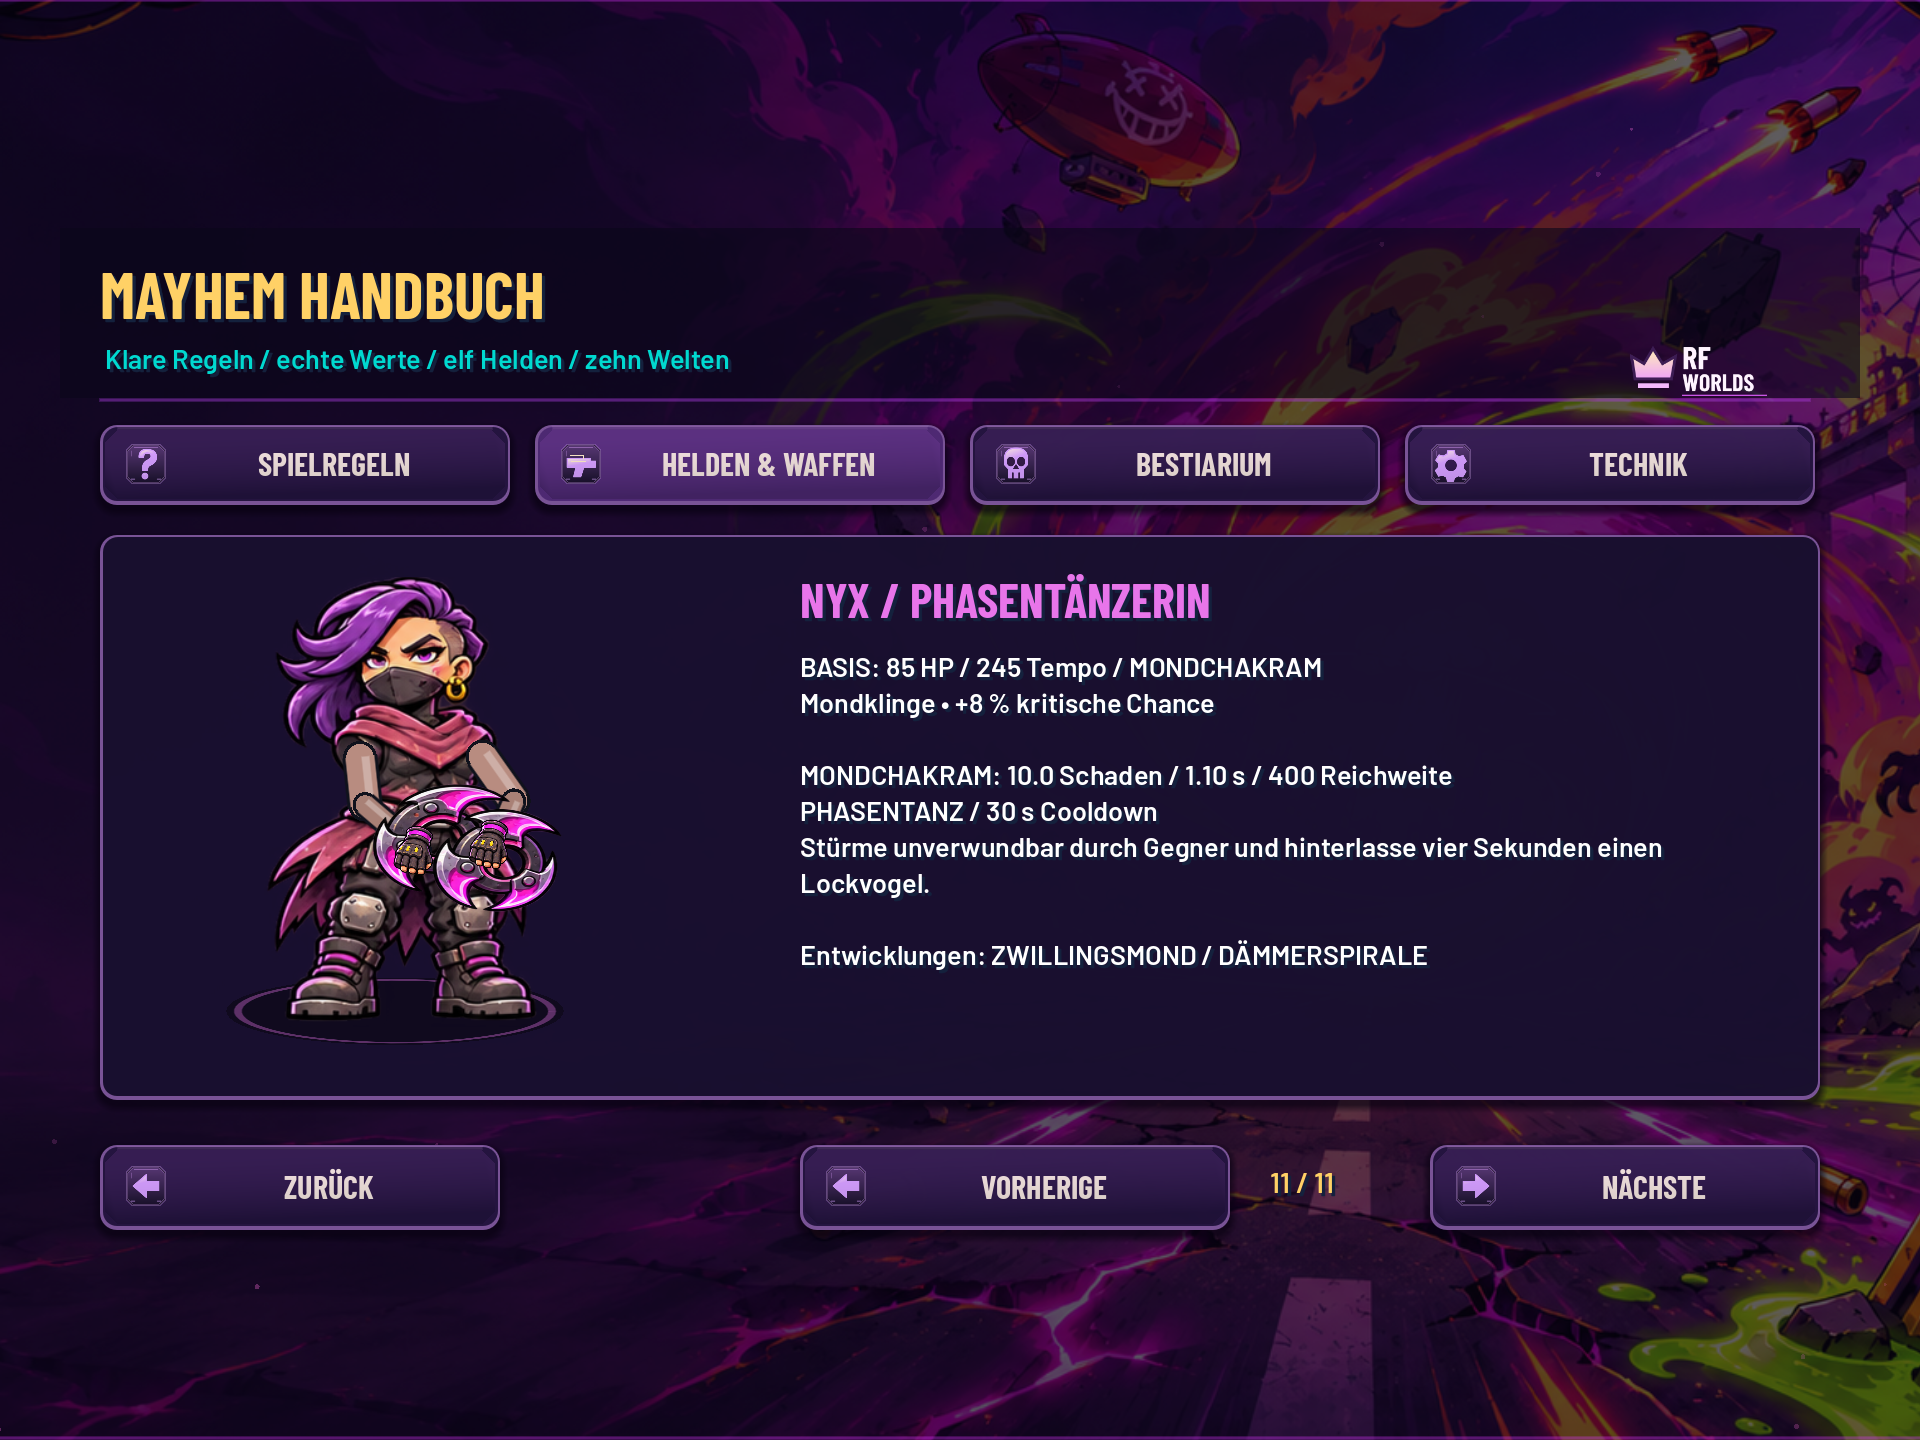 MAYHEM HANDBUCH
Klare Regeln / echte Werte / elf Helden / zehn Welten
RF
WORLDS
SPIELREGELN
HELDEN & WAFFEN
BESTIARIUM
TECHNIK
NYX / PHASENTÄNZERIN
BASIS: 85 HP / 245 Tempo / MONDCHAKRAM
Mondklinge • +8 % kritische Chance
MONDCHAKRAM: 10.0 Schaden / 1.10 s / 400 Reichweite
PHASENTANZ / 30 s Cooldown
Stürme unverwundbar durch Gegner und hinterlasse vier Sekunden einen
Lockvogel.
Entwicklungen: ZWILLINGSMOND / DÄMMERSPIRALE
ZURÜCK
VORHERIGE
11 / 11
NÄCHSTE